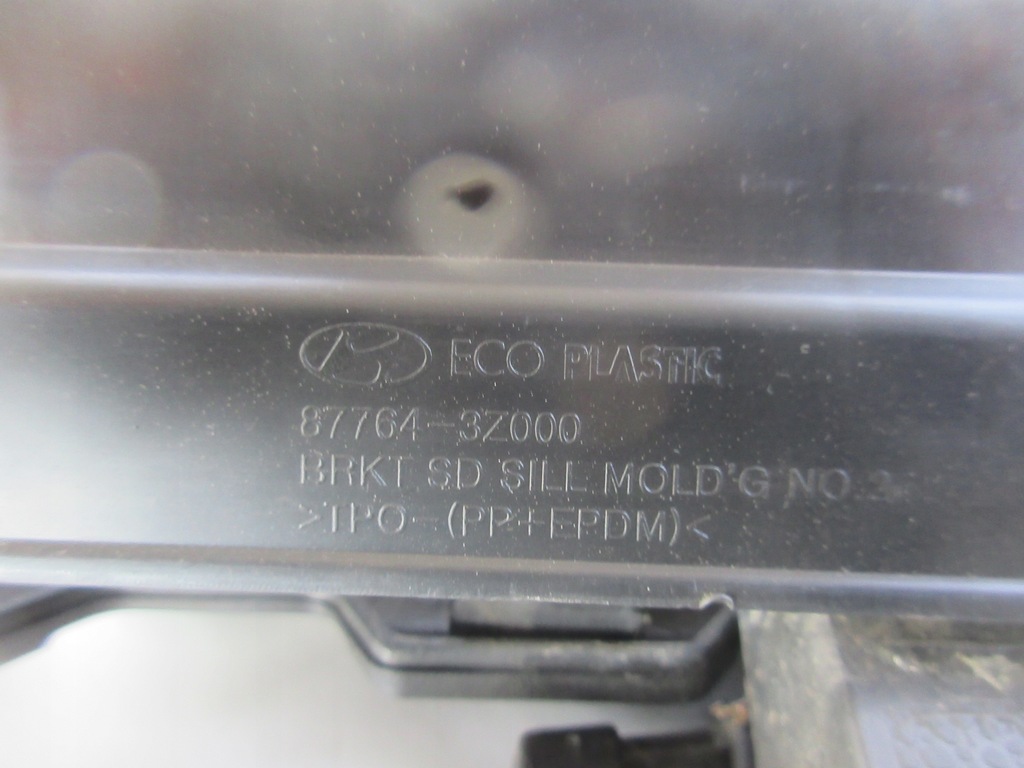 ECO PLASTIC
87764-3Z000
BRKT SD SILL MOLD'G NO.2
>TPO-(PP+EPDM)<